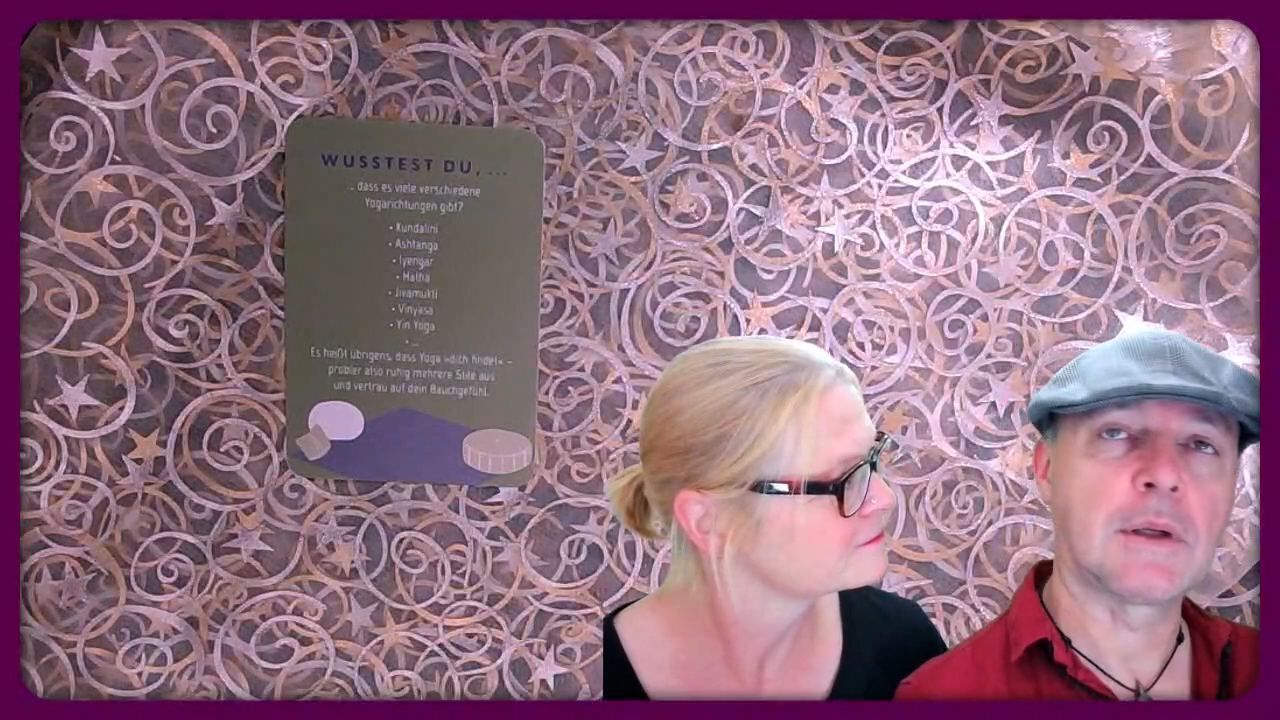 WUSSTEST DU, ...
... dass es viele verschiedene
Yogarichtungen gibt?
• Kundalini
• Ashtanga
• Iyengar
• Hatha
• Jivamukti
• Vinyasa
• Yin Yoga
• ...
Es heißt übrigens, dass Yoga »dich findet« –
probier also ruhig mehrere Stile aus
und vertrau auf dein Bauchgefühl.